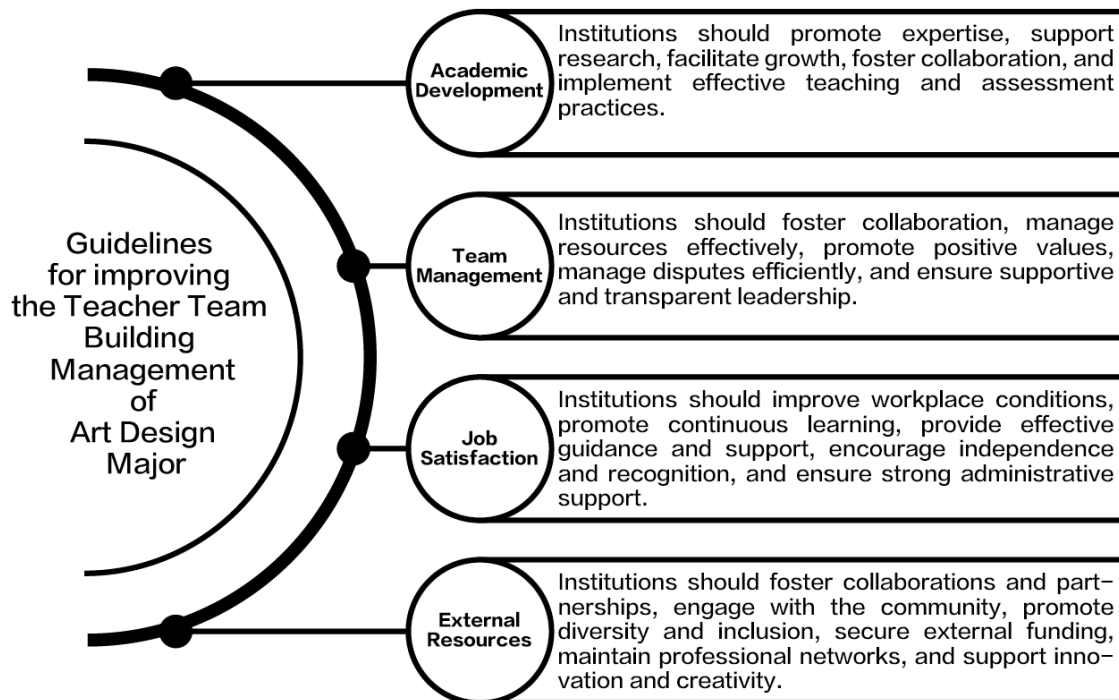 Guidelines
for improving
the Teacher Team
Building
Management
of
Art Design
Major
Academic
Development
Institutions should promote expertise, support
research, facilitate growth, foster collaboration, and
implement effective teaching and assessment
practices.
Team
Management
Institutions should foster collaboration, manage
resources effectively, promote positive values,
manage disputes efficiently, and ensure supportive
and transparent leadership.
Job
Satisfaction
Institutions should improve workplace conditions,
promote continuous learning, provide effective
guidance and support, encourage independence
and recognition, and ensure strong administrative
support.
External
Resources
Institutions should foster collaborations and part-
nerships, engage with the community, promote
diversity and inclusion, secure external funding,
maintain professional networks, and support inno-
vation and creativity.